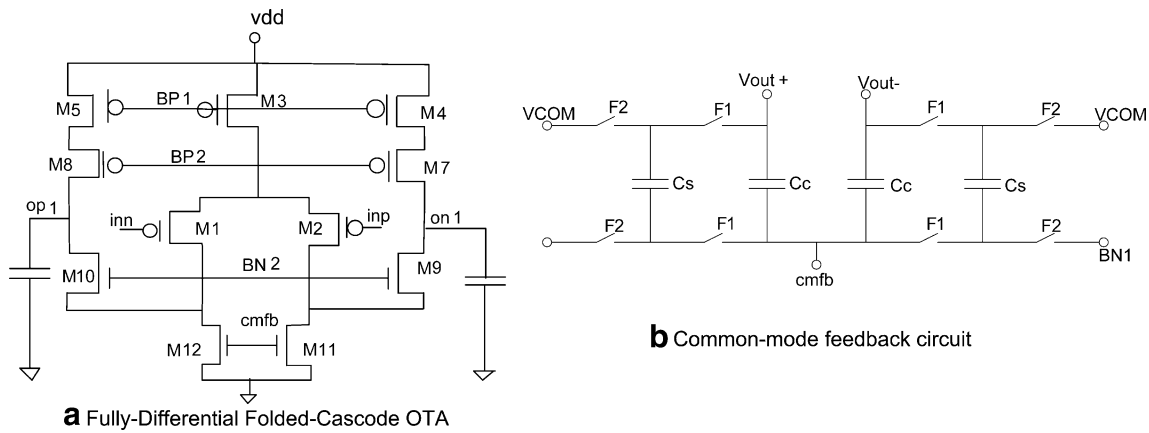 vdd
M5
BP 1
M3
M4
M8
BP 2
M7
op 1
inn
M1
M2
inp
on 1
M10
BN 2
M9
cmfb
M12
M11
a Fully-Differential Folded-Cascode OTA
VCOM
F2
F1
Vout +
Vout-
F1
F2
VCOM
Cs
Cc
Cc
Cs
F2
F1
F1
F2
BN1
cmfb
b Common-mode feedback circuit